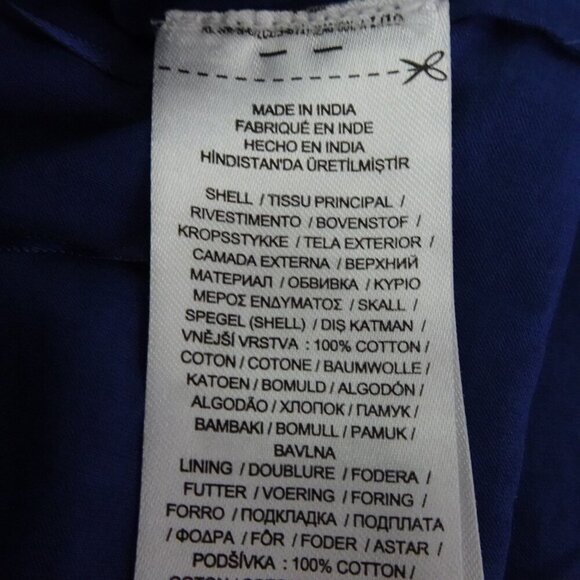 MADE IN INDIA
FABRIQUÉ EN INDE
HECHO EN INDIA
HİNDISTAN'DA ÜRETİLMİŞTİR
SHELL / TISSU PRINCIPAL /
RIVESTIMENTO / BOVENSTOF /
KROPSSTYKKE / TELA EXTERIOR /
CAMADA EXTERNA / ВЕРХНИЙ
МАТЕРИАЛ / ОБВИВКА / ΚΥΡΙΟ
ΜΕΡΟΣ ΕΝΔΥΜΑΤΟΣ / SKALL /
SPEGEL (SHELL) / DIŞ KATMAN /
VNĚJŠÍ VRSTVA : 100% COTTON /
COTON / COTONE / BAUMWOLLE /
KATOEN / BOMULD / ALGODÓN /
ALGODÃO / ХЛОПОК / ПАМУК /
BAMBAKI / BOMULL / PAMUK /
BAVLNA
LINING / DOUBLURE / FODERA /
FUTTER / VOERING / FORING /
FORRO / ПОДКЛАДКА / ПОДПЛАТА
/ ΦΟΔΡΑ / FÔR / FODER / ASTAR /
PODŠÍVKA : 100% COTTON /